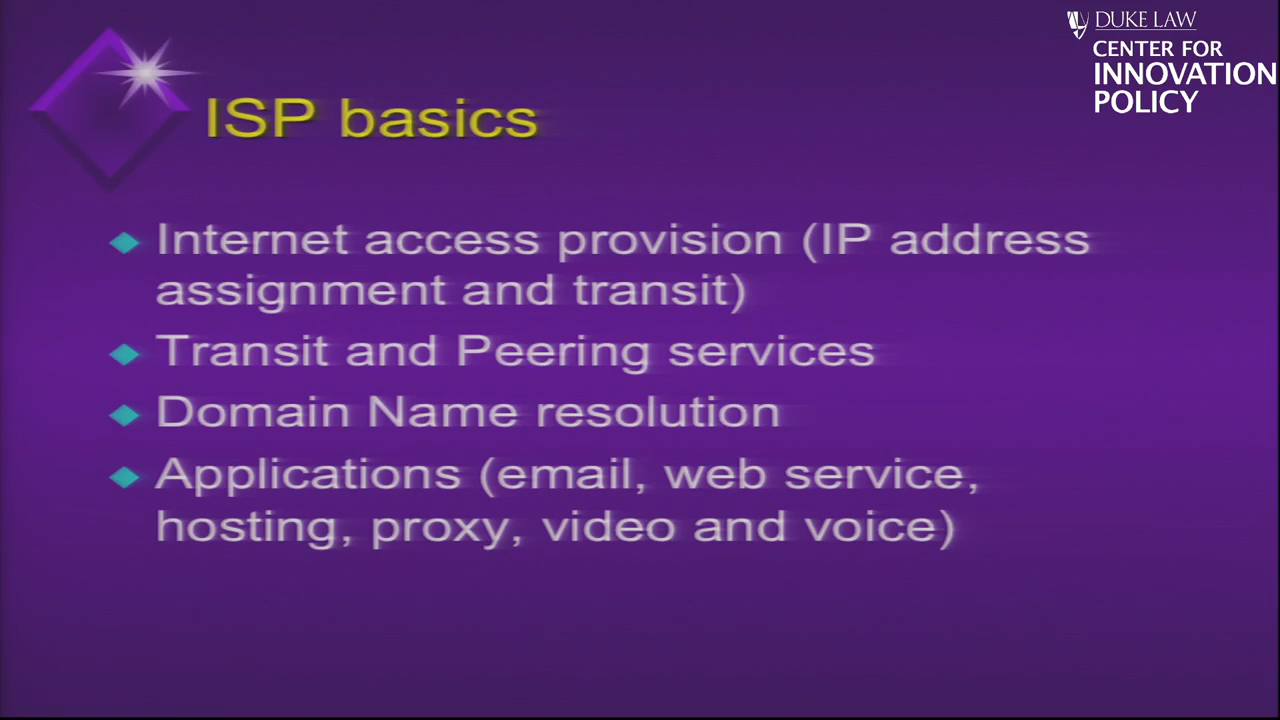 DUKE LAW
CENTER FOR
INNOVATION
POLICY
ISP basics
Internet access provision (IP address
assignment and transit)
Transit and Peering services
Domain Name resolution
Applications (email, web service,
hosting, proxy, video and voice)